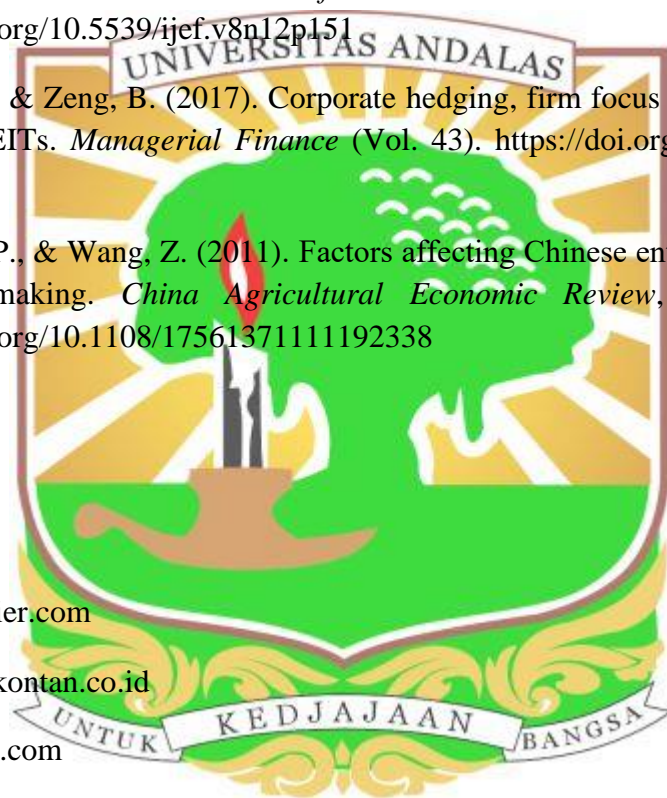 org/10.5539/ijef.v8n12p151
UNIVERSITAS ANDALAS
& Zeng, B. (2017). Corporate hedging, firm focus
EITs. Managerial Finance (Vol. 43). https://doi.org
P., & Wang, Z. (2011). Factors affecting Chinese
making. China Agricultural Economic Review,
org/10.1108/17561371111192338
.com
kontan.co.id
UNTUK KEDJAJAAN BANGSA
.com